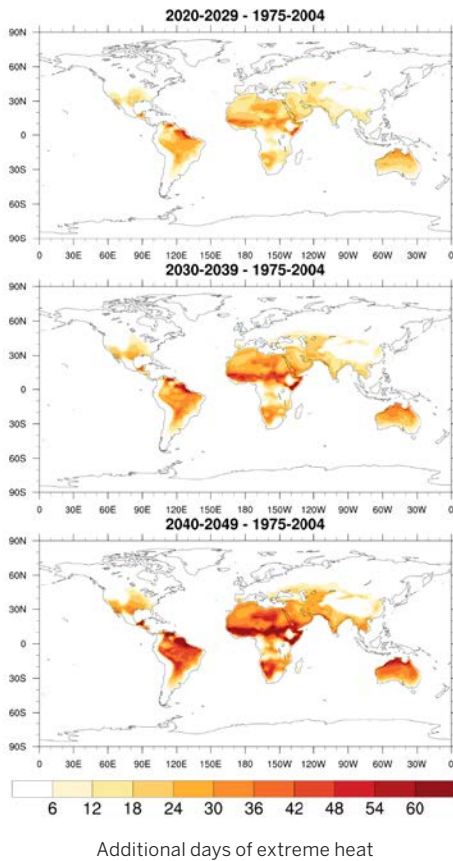 2020-2029 - 1975-2004
90N
60N
30N
0
30S
60S
90S
0 30E 60E 90E 120E 150E 180 150W 120W 90W 60W 30W 0
2030-2039 - 1975-2004
90N
60N
30N
0
30S
60S
90S
0 30E 60E 90E 120E 150E 180 150W 120W 90W 60W 30W 0
2040-2049 - 1975-2004
90N
60N
30N
0
30S
60S
90S
0 30E 60E 90E 120E 150E 180 150W 120W 90W 60W 30W 0
6 12 18 24 30 36 42 48 54 60
Additional days of extreme heat